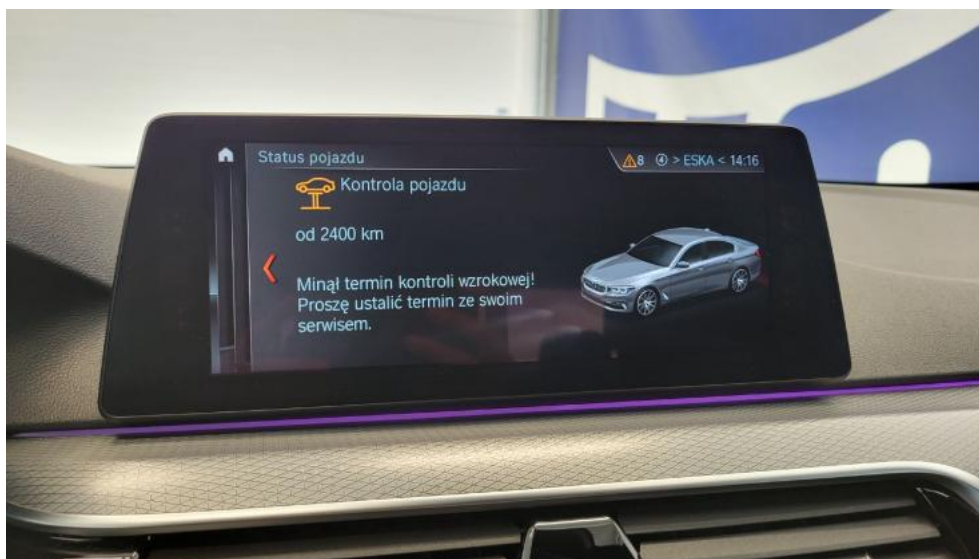 Status pojazdu
8 4 > ESKA < 14:16
Kontrola pojazdu
od 2400 km
Minął termin kontroli wzrokowej!
Proszę ustalić termin ze swoim
serwisem.